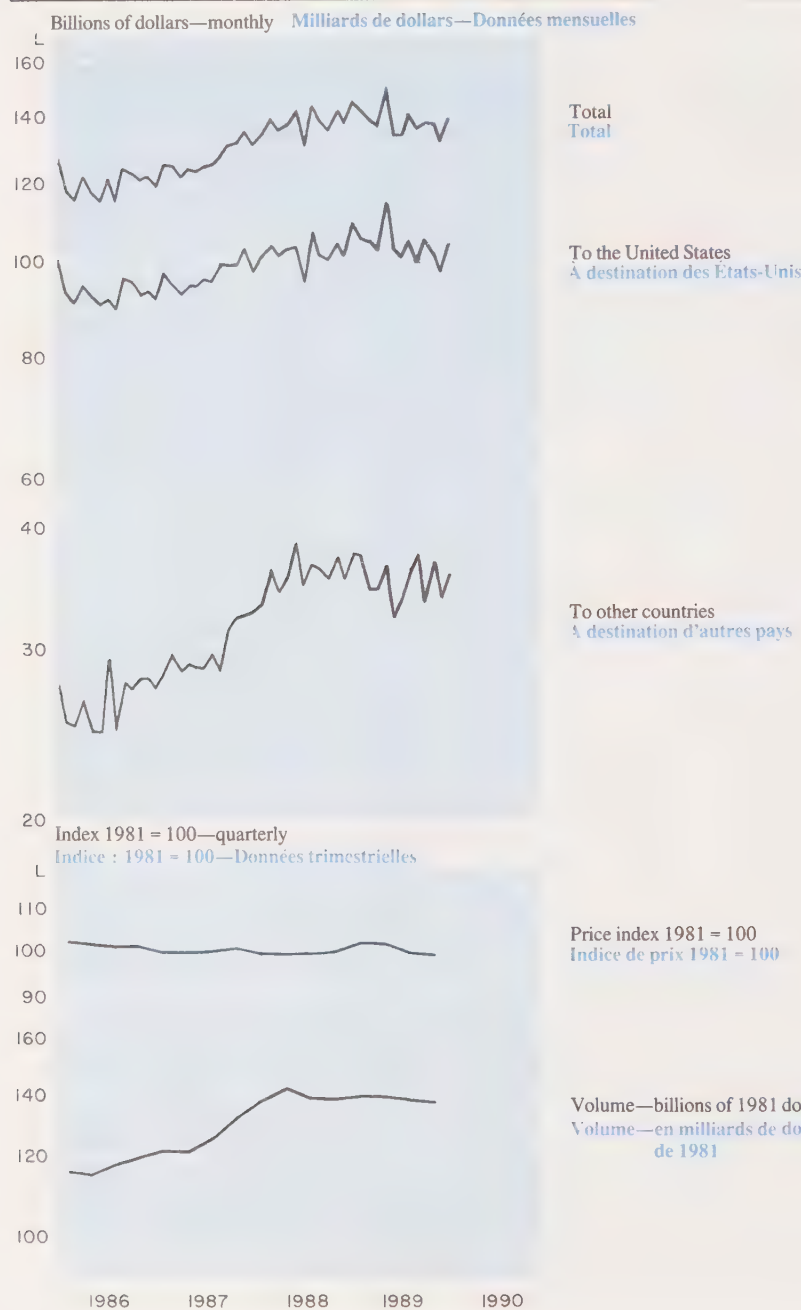 Billions of dollars—monthly Milliards de dollars—Données mensuelles
L
160
140
Total
Total
120
To the United States
À destination des États-Unis
100
80
60
40
To other countries
À destination d'autres pays
30
20
Index 1981 = 100—quarterly
Indice : 1981 = 100—Données trimestrielles
L
110
Price index 1981 = 100
Indice de prix 1981 = 100
100
90
160
140
Volume—billions of 1981 do
Volume—en milliards de do
de 1981
120
100
1986 1987 1988 1989 1990